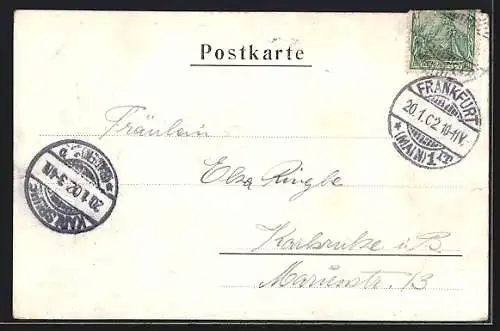 Postkarte
FRANKFURT
20.1.02 10-11V.
* (MAIN) 1 *
Fräulein
Elsa
Karlsruhe i. B.
Marienstr. 13
KARLSRUHE
20.1.02. 3-4N